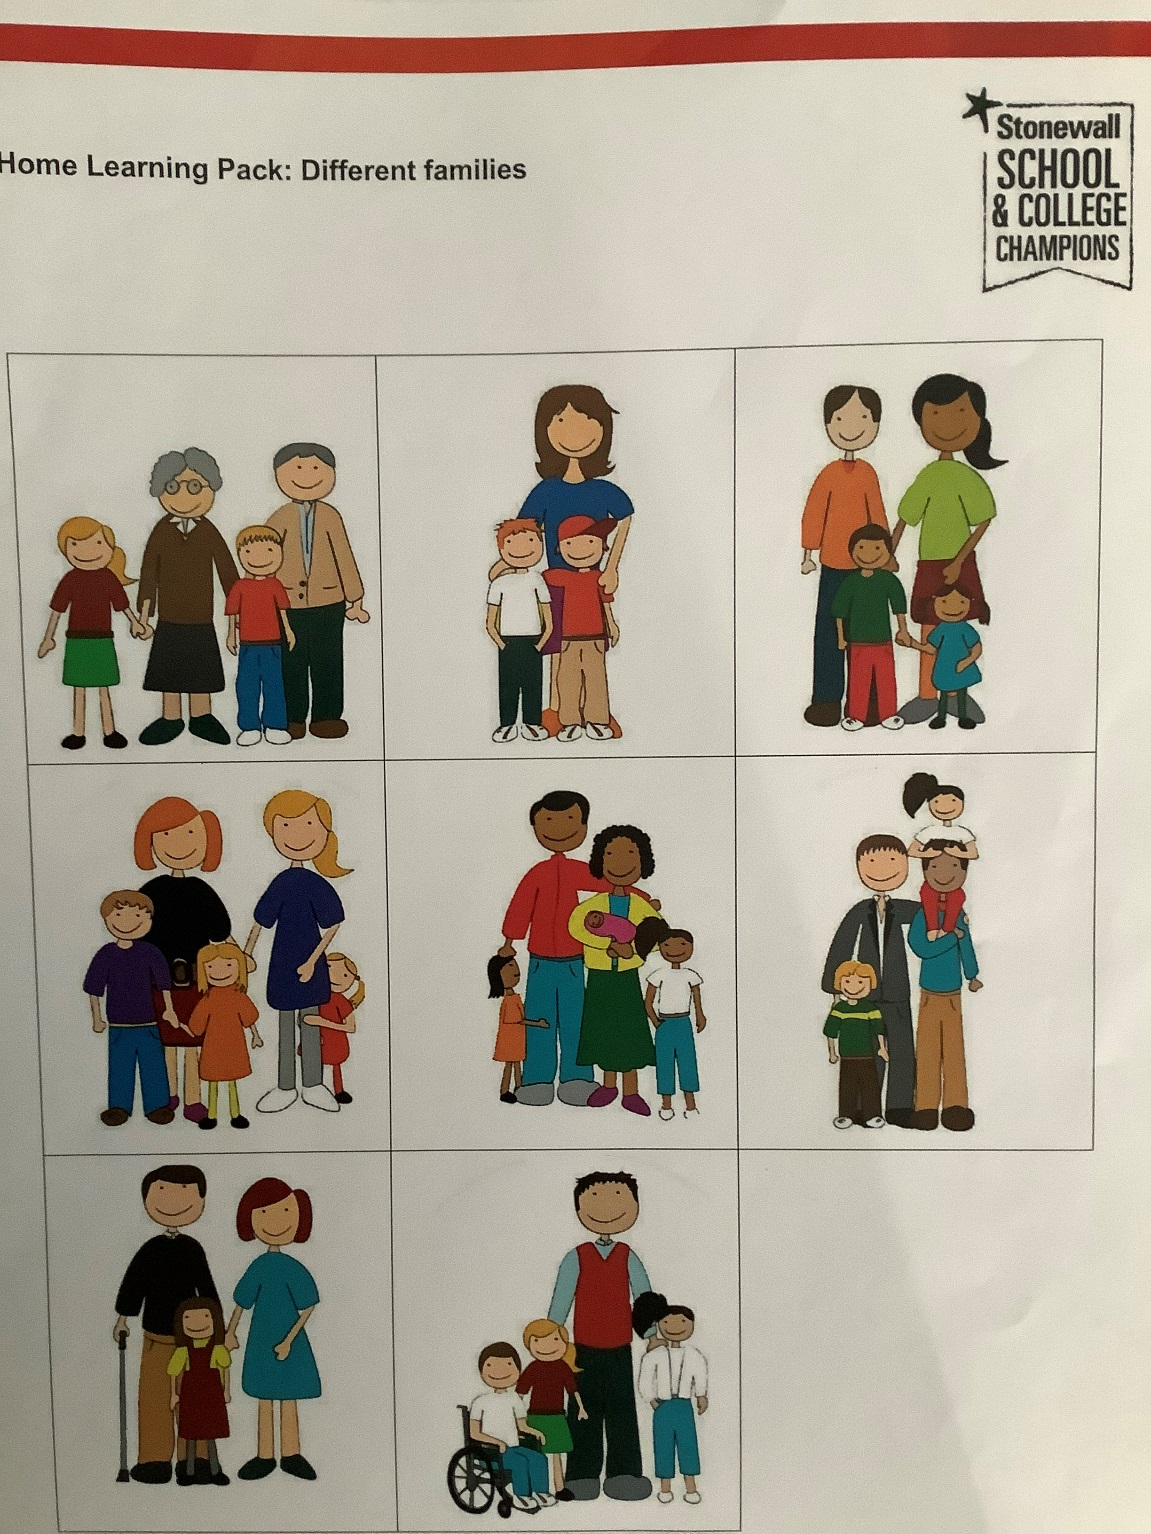 Home Learning Pack: Different families
Stonewall
SCHOOL
& COLLEGE
CHAMPIONS